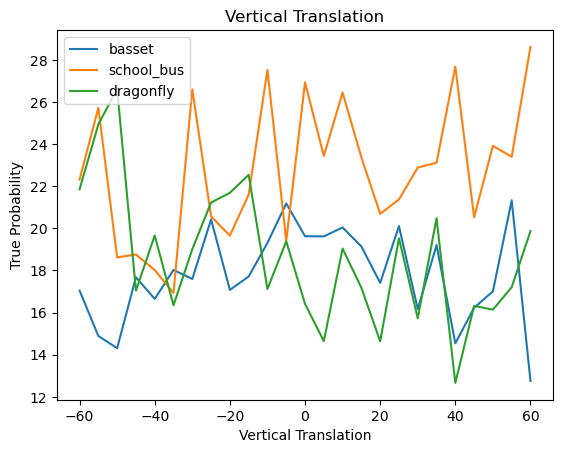 Vertical Translation
basset
school_bus
dragonfly
True Probability
28
26
24
22
20
18
16
14
12
−60
−40
−20
0
20
40
60
Vertical Translation